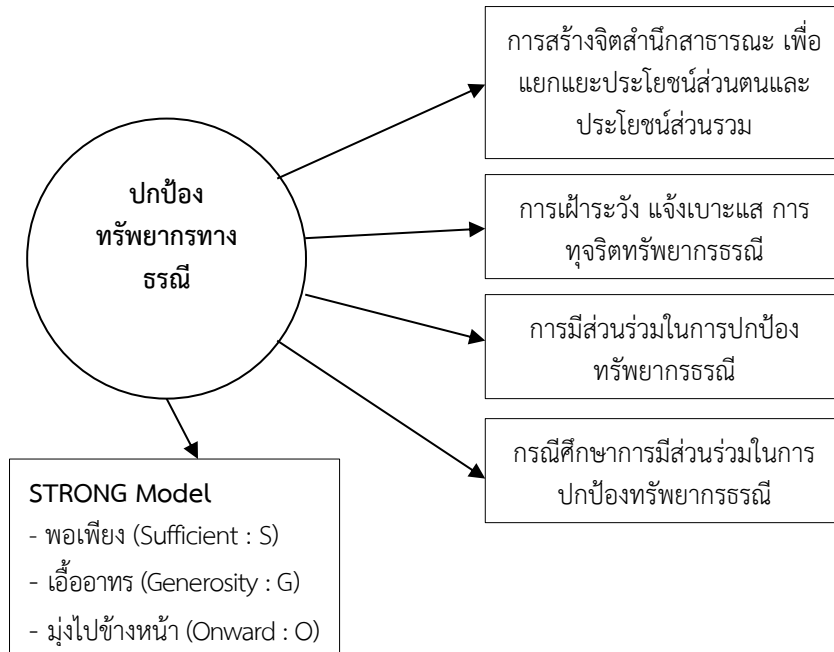 การสร้างจิตสำนึกสาธารณะ เพื่อ
แยกแยะประโยชน์ส่วนตนและ
ประโยชน์ส่วนรวม
ปกป้อง
ทรัพยากรทาง
ธรณี
การเฝ้าระวัง แจ้งเบาะแส การ
ทุจริตทรัพยากรธรณี
การมีส่วนร่วมในการปกป้อง
ทรัพยากรธรณี
กรณีศึกษาการมีส่วนร่วมในการ
ปกป้องทรัพยากรธรณี
STRONG Model
- พอเพียง (Sufficient : S)
- เอื้ออาทร (Generosity : G)
- มุ่งไปข้างหน้า (Onward : O)